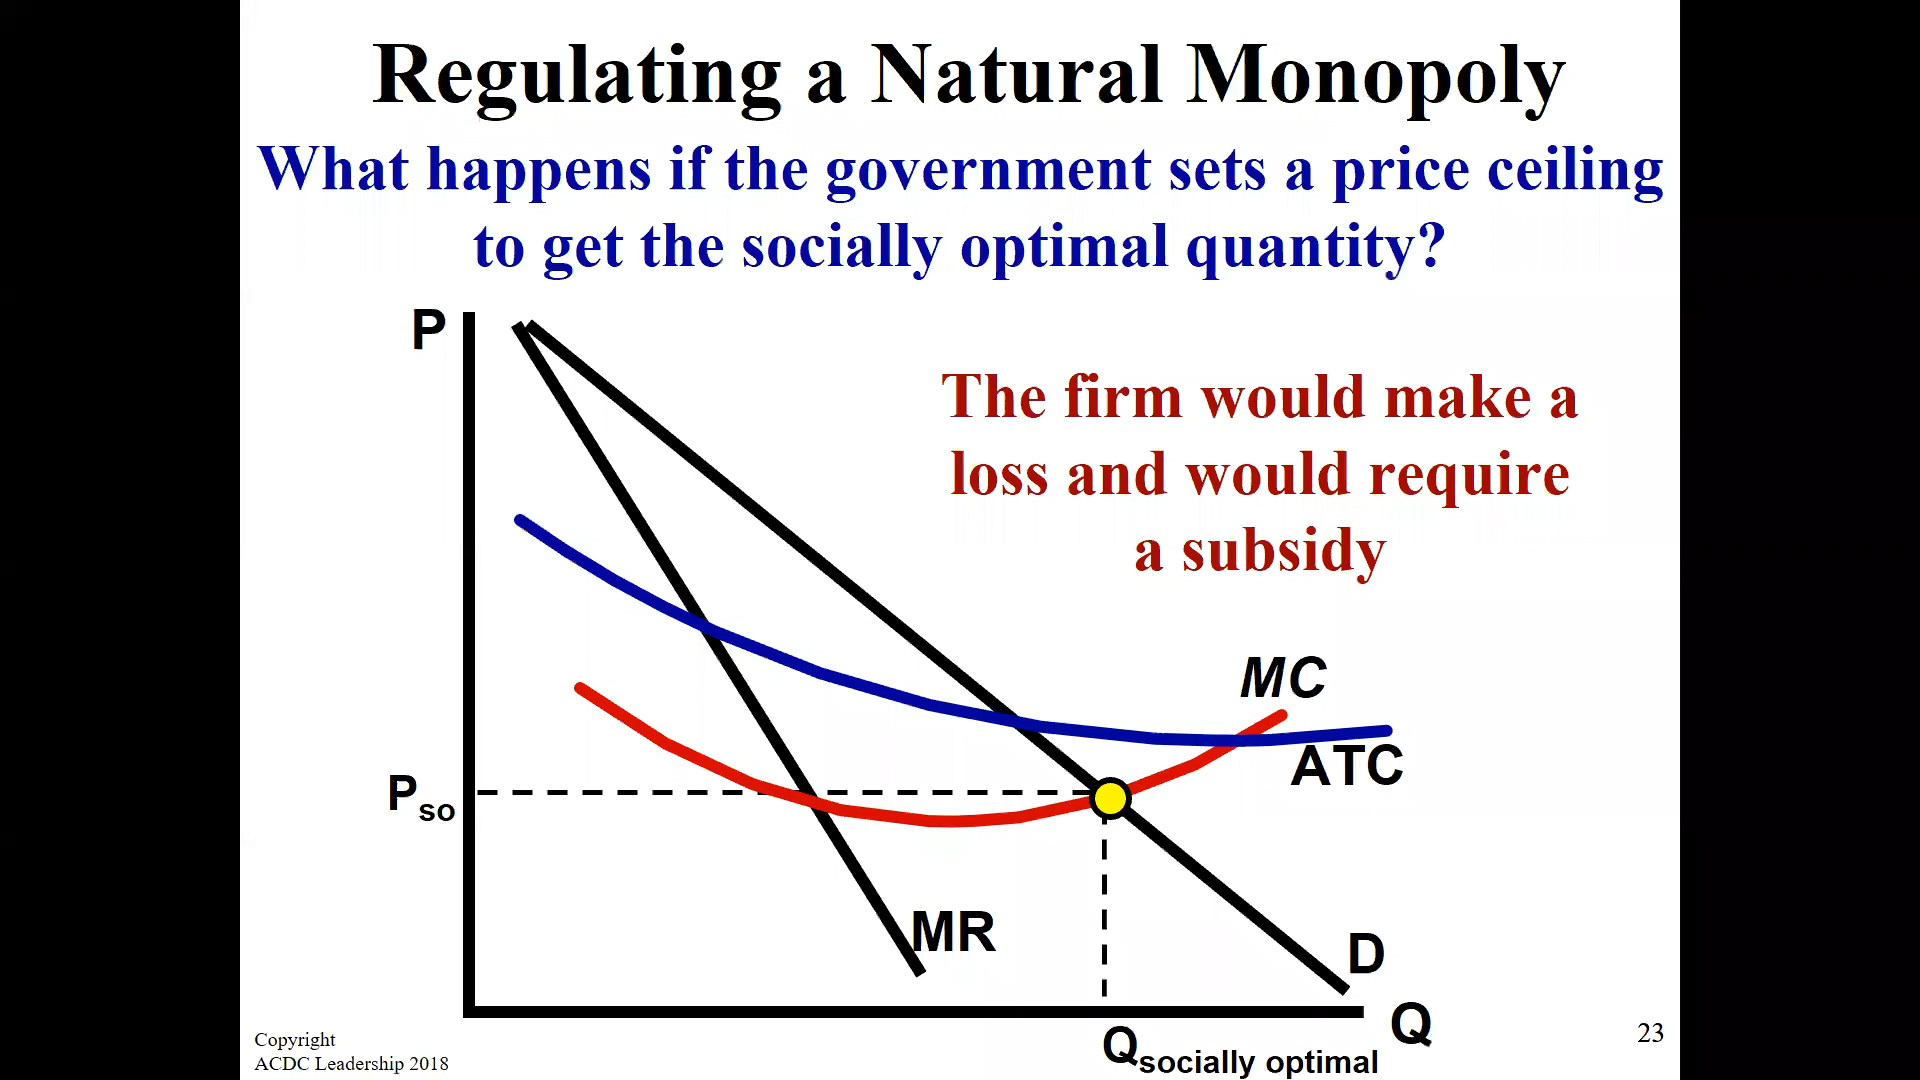 Regulating a Natural Monopoly
What happens if the government sets a price ceiling
to get the socially optimal quantity?
P
The firm would make a
loss and would require
a subsidy
MC
ATC
Pso
MR
D
Q
Qsocially optimal
Copyright
ACDC Leadership 2018
23